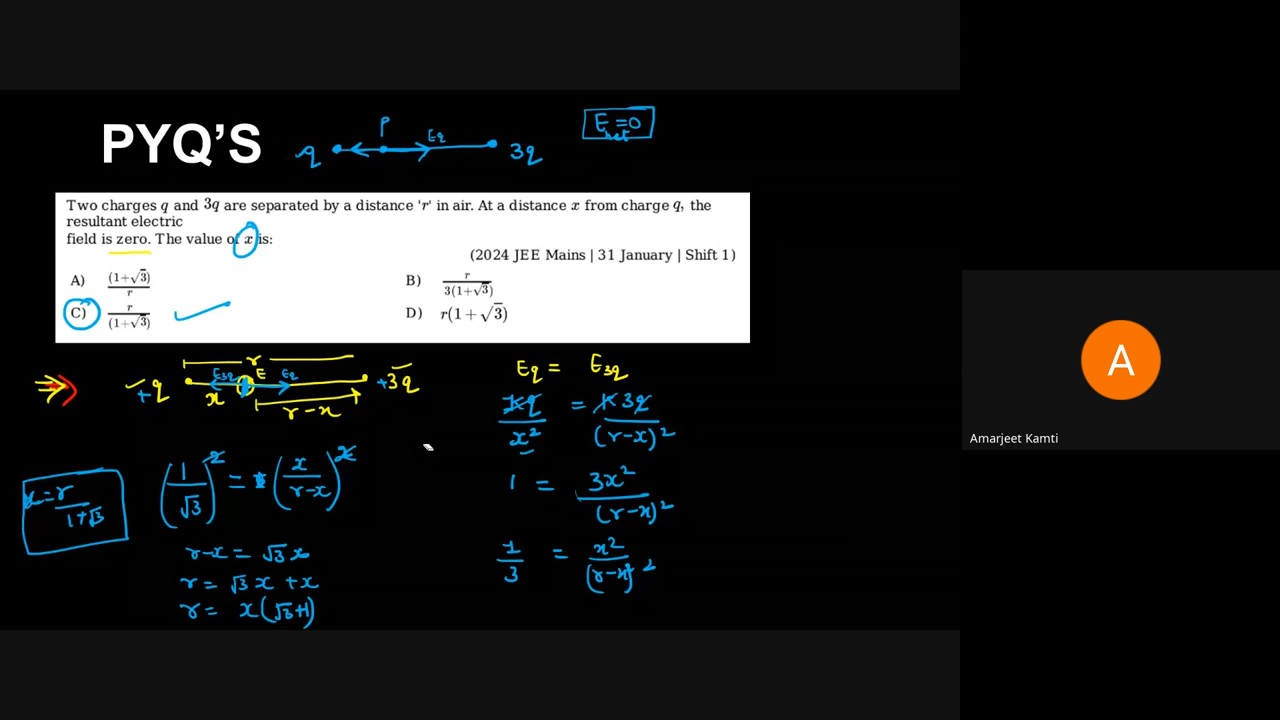 PYQ'S
q P Eq 3q
E net = 0
Two charges q and 3q are separated by a distance 'r' in air. At a distance x from charge q, the
resultant electric
field is zero. The value of x is:
(2024 JEE Mains | 31 January | Shift 1)
A) (1+√3)/r
B) r/3(1+√3)
C) r/(1+√3)
D) r(1+√3)
r
+q E3q E Eq +3q
x r-x
Eq = E3q
kq/x² = k3q/(r-x)²
1 = 3x²/(r-x)²
1/3 = x²/(r-x)²
(1/√3)² = (x/r-x)²
r-x = √3 x
r = √3 x + x
r = x(√3+1)
x = r/1+√3
A
Amarjeet Kamti